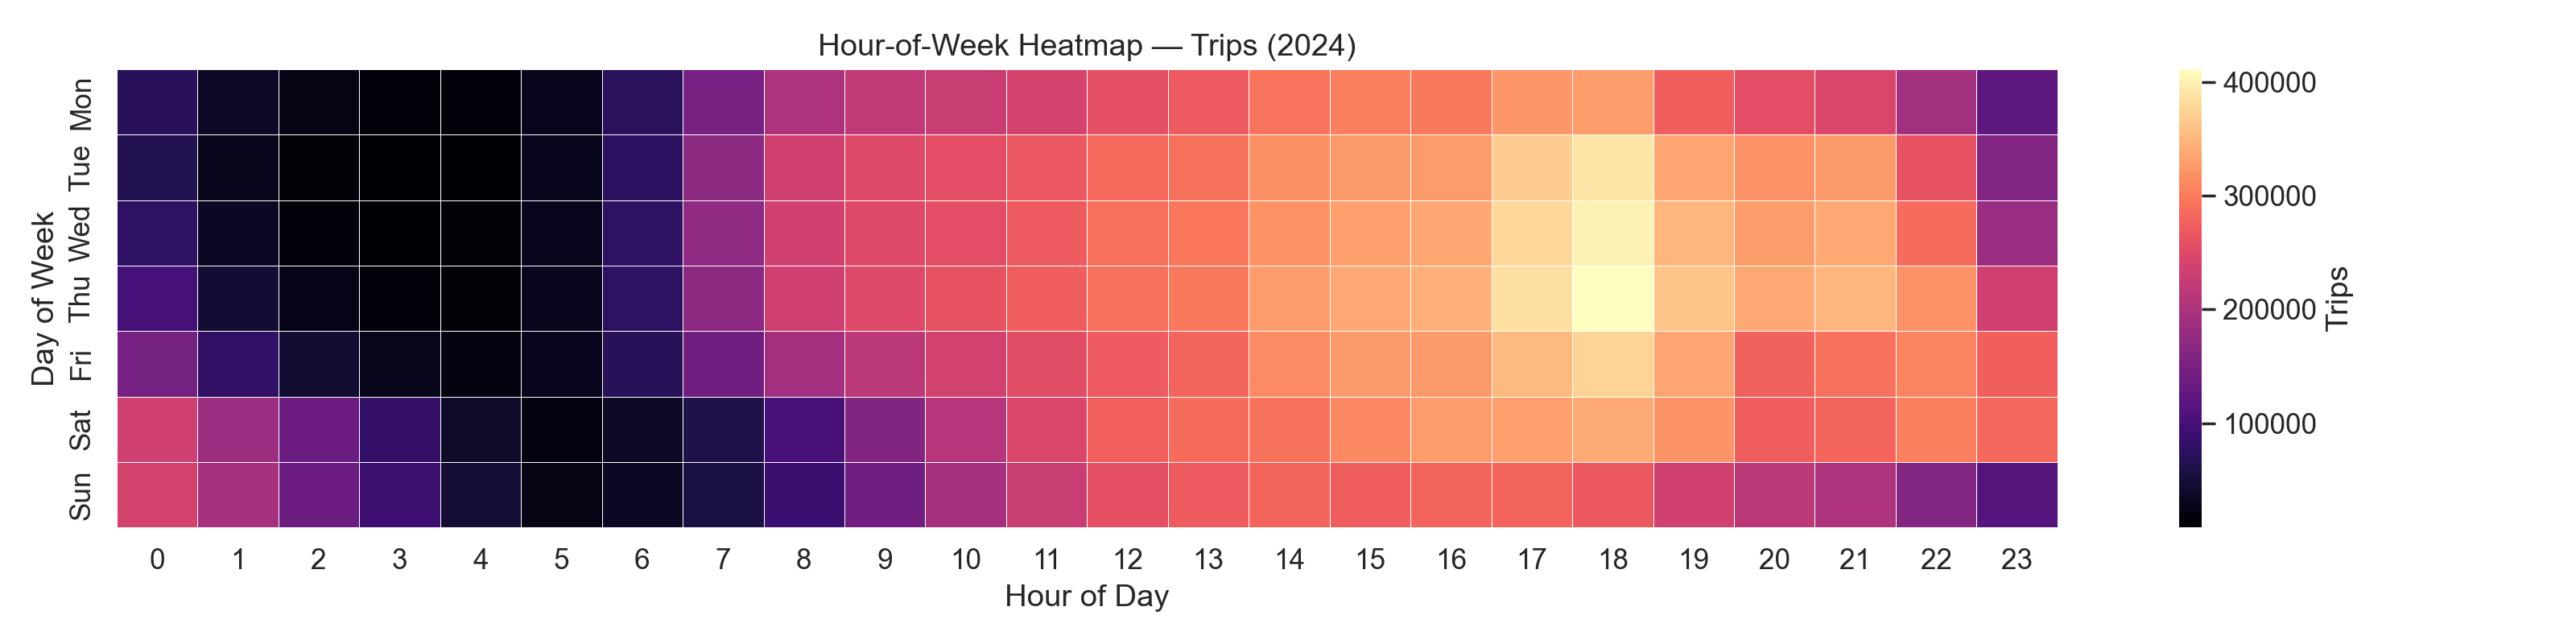 Hour-of-Week Heatmap — Trips (2024)
Day of Week
Mon
Tue
Wed
Thu
Fri
Sat
Sun
0 1 2 3 4 5 6 7 8 9 10 11 12 13 14 15 16 17 18 19 20 21 22 23
Hour of Day
400000
300000
200000
100000
Trips